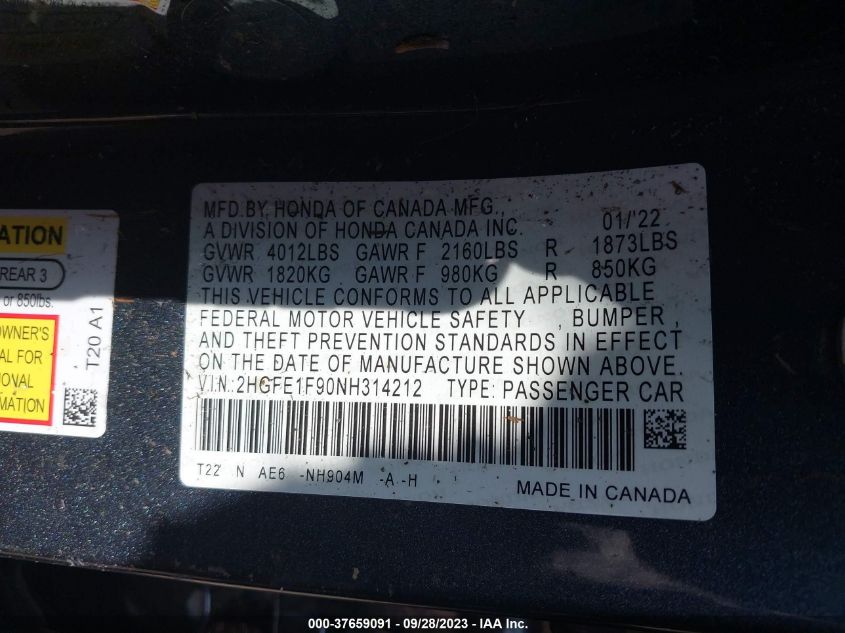 MFD.BY HONDA OF CANADA MFG.,
A DIVISION OF HONDA CANADA INC. 01/'22
GVWR 4012LBS GAWR F 2160LBS R 1873LBS
GVWR 1820KG GAWR F 980KG R 850KG
THIS VEHICLE CONFORMS TO ALL APPLICABLE
FEDERAL MOTOR VEHICLE SAFETY , BUMPER ,
AND THEFT PREVENTION STANDARDS IN EFFECT
ON THE DATE OF MANUFACTURE SHOWN ABOVE.
V.I.N.:2HGFE1F90NH314212 TYPE: PASSENGER CAR
T22 N AE6 -NH904M -A -H
MADE IN CANADA
ATION
REAR 3
or 850lbs.
OWNER'S
AL FOR
IONAL
RMATION
T20 A1
000-37659091 - 09/28/2023 - IAA Inc.